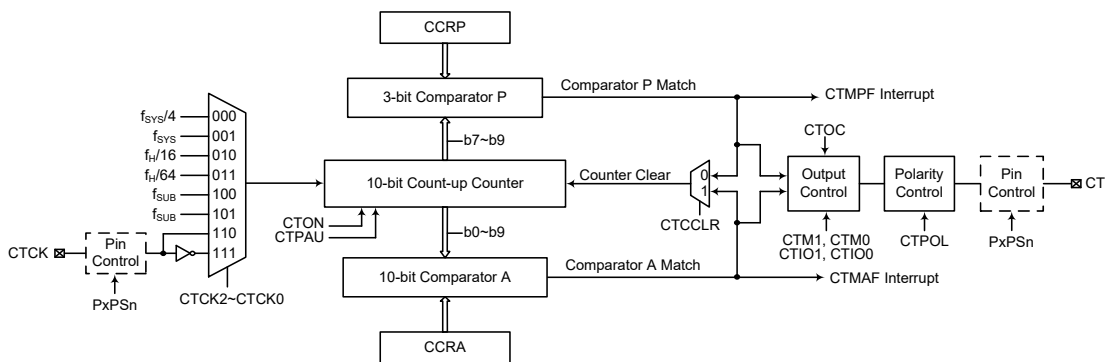 CCRP
3-bit Comparator P
Comparator P Match
CTMPF Interrupt
b7~b9
fSYS/4
000
fSYS
001
fH/16
010
fH/64
011
fSUB
100
fSUB
101
110
111
CTCK
Pin
Control
PxPSn
CTCK2~CTCK0
10-bit Count-up Counter
CTON
CTPAU
Counter Clear
0
1
CTCCLR
CTOC
Output
Control
CTM1, CTM0
CTIO1, CTIO0
Polarity
Control
CTPOL
Pin
Control
PxPSn
CT
b0~b9
10-bit Comparator A
Comparator A Match
CTMAF Interrupt
CCRA